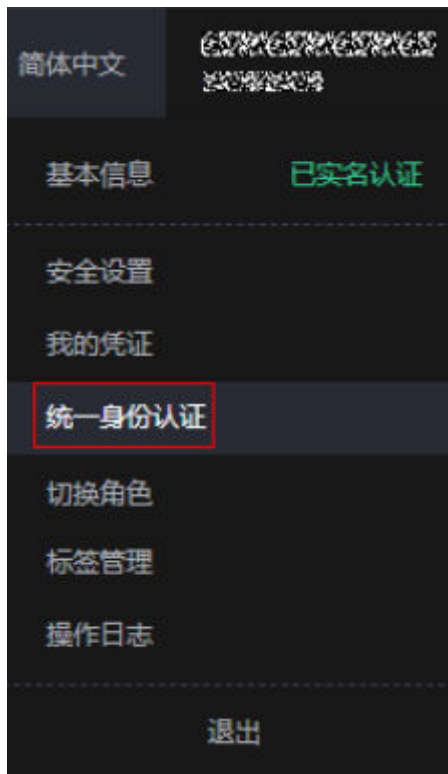 简体中文
基本信息 已实名认证
安全设置
我的凭证
统一身份认证
切换角色
标签管理
操作日志
退出